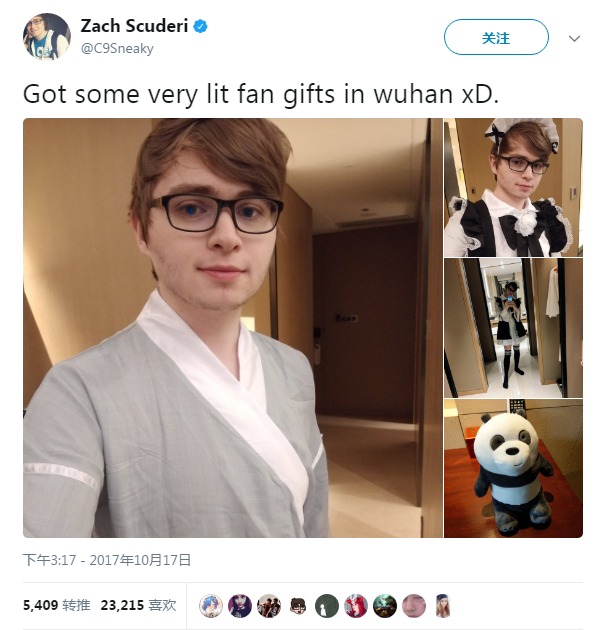 Zach Scuderi
关注
@C9Sneaky
Got some very lit fan gifts in wuhan xD.
下午3:17 - 2017年10月17日
5,409 转推 23,215 喜欢